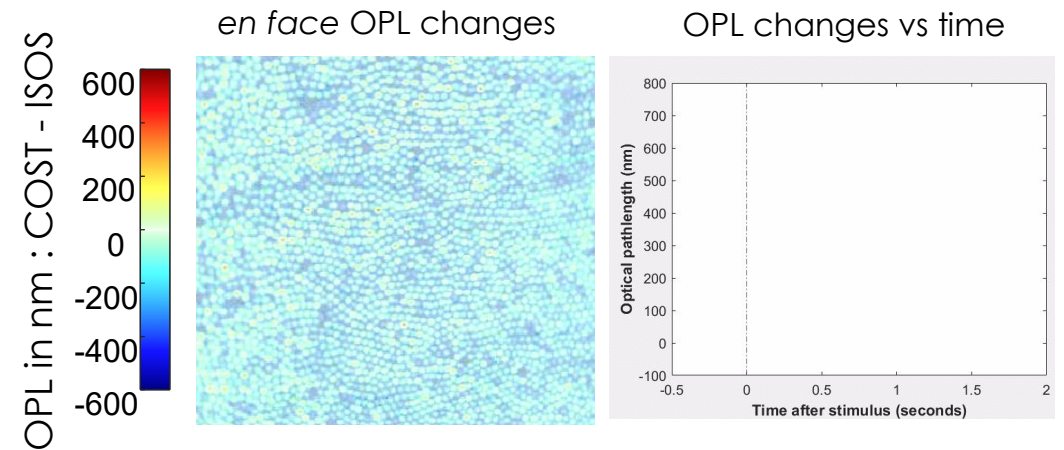 en face OPL changes
OPL changes vs time
OPL in nm : COST - ISOS
600
400
200
0
-200
-400
-600
Optical pathlength (nm)
800
700
600
500
400
300
200
100
0
-100
-0.5 0 0.5 1 1.5 2
Time after stimulus (seconds)